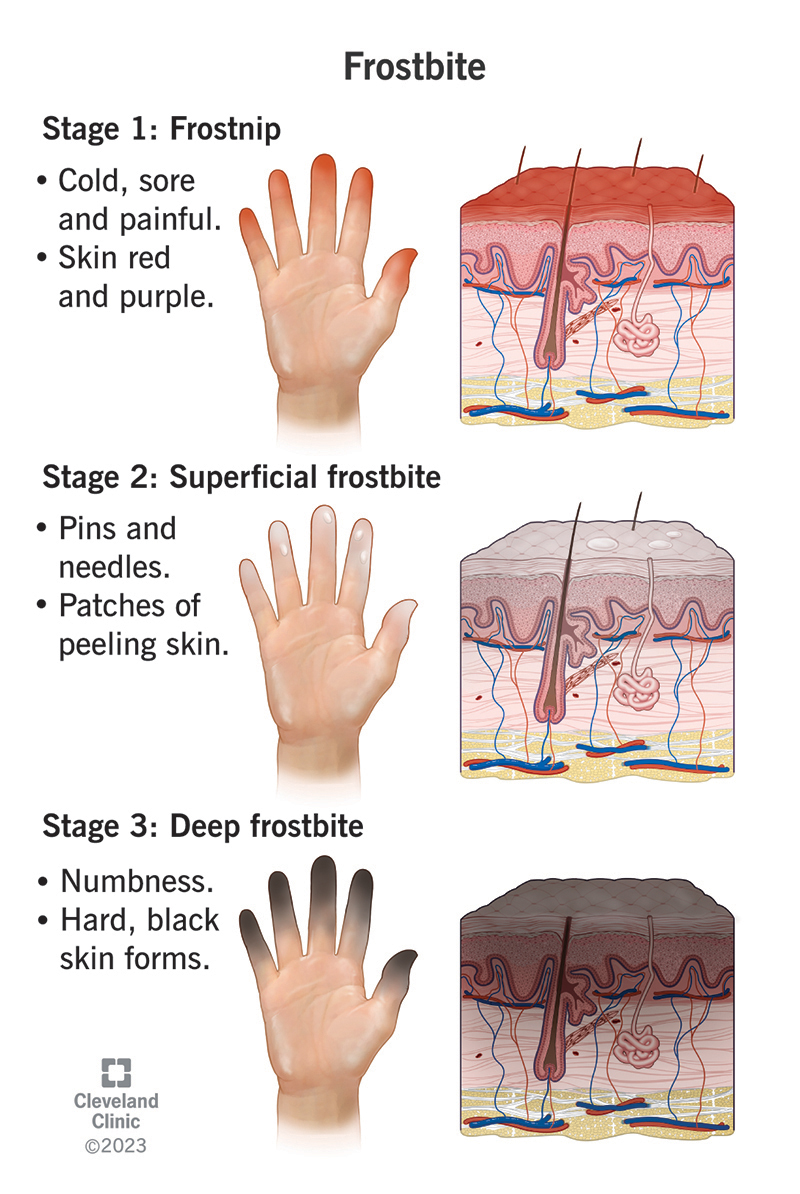 Frostbite
Stage 1: Frostnip
• Cold, sore
and painful.
• Skin red
and purple.
Stage 2: Superficial frostbite
• Pins and
needles.
• Patches of
peeling skin.
Stage 3: Deep frostbite
• Numbness.
• Hard, black
skin forms.
Cleveland
Clinic
©2023